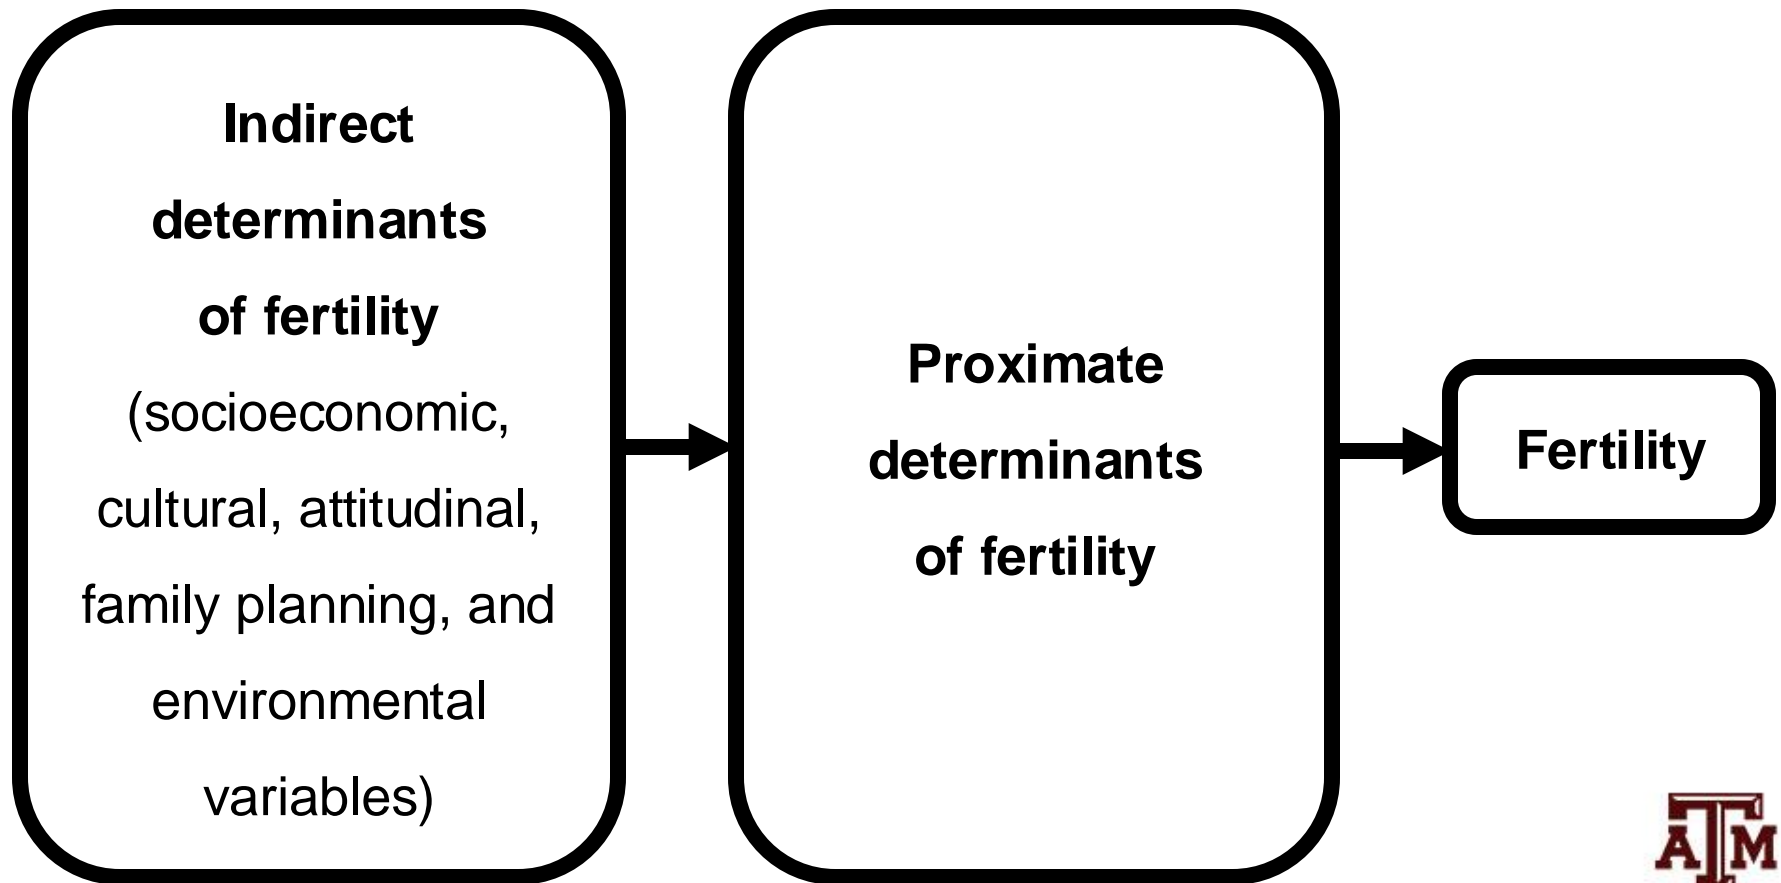 Indirect
determinants
of fertility
(socioeconomic,
cultural, attitudinal,
family planning, and
environmental
variables)
Proximate
determinants
of fertility
Fertility
ATM